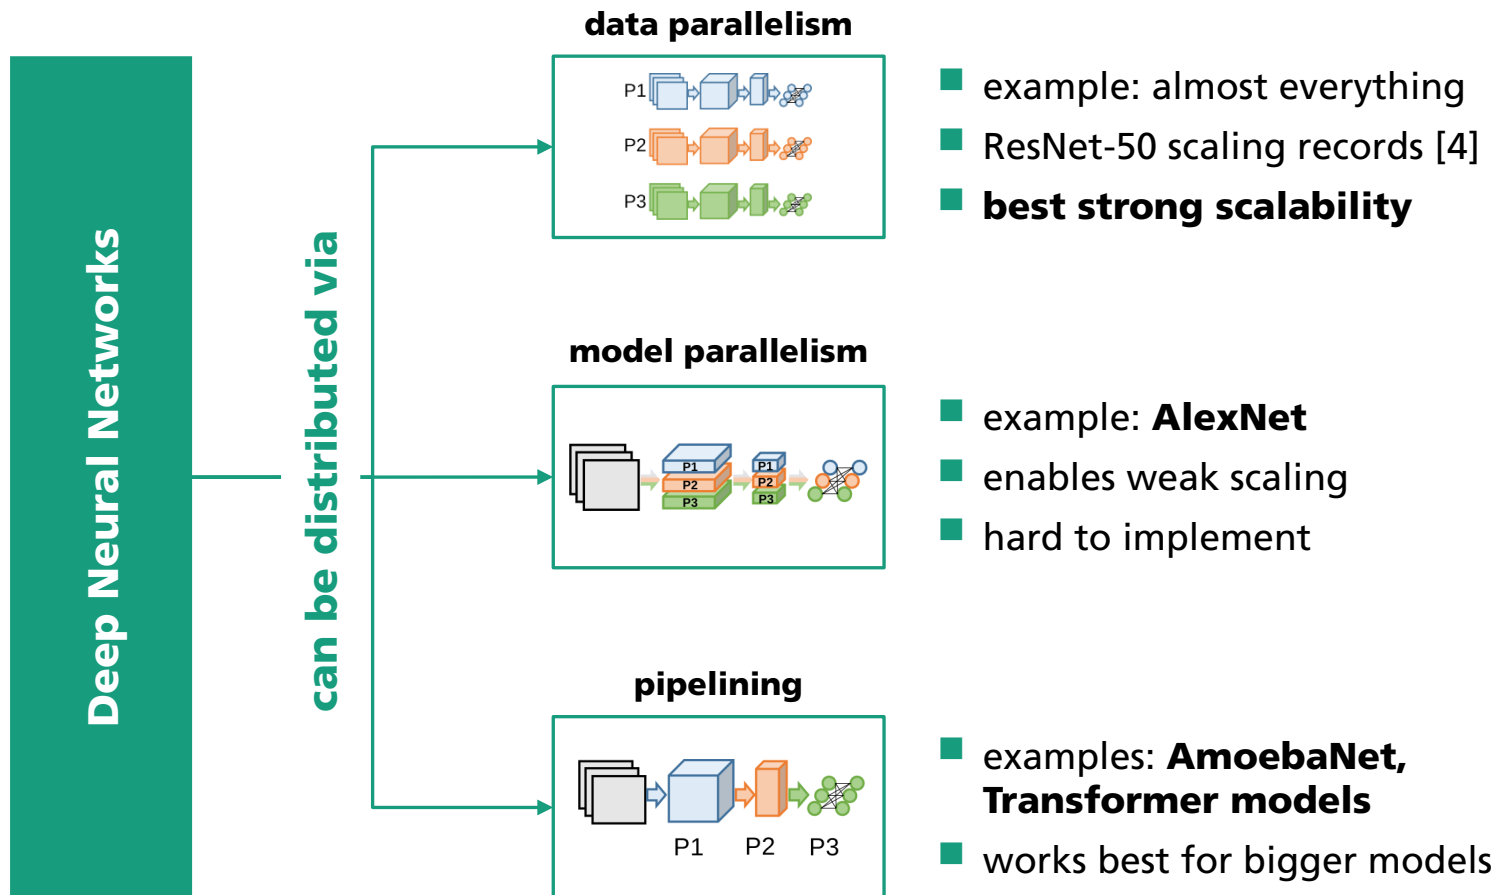 Deep Neural Networks
can be distributed via
data parallelism
P1
P2
P3
example: almost everything
ResNet-50 scaling records [4]
best strong scalability
model parallelism
P1
P2
P3
P1
P2
P3
example: AlexNet
enables weak scaling
hard to implement
pipelining
P1 P2 P3
examples: AmoebaNet,
Transformer models
works best for bigger models